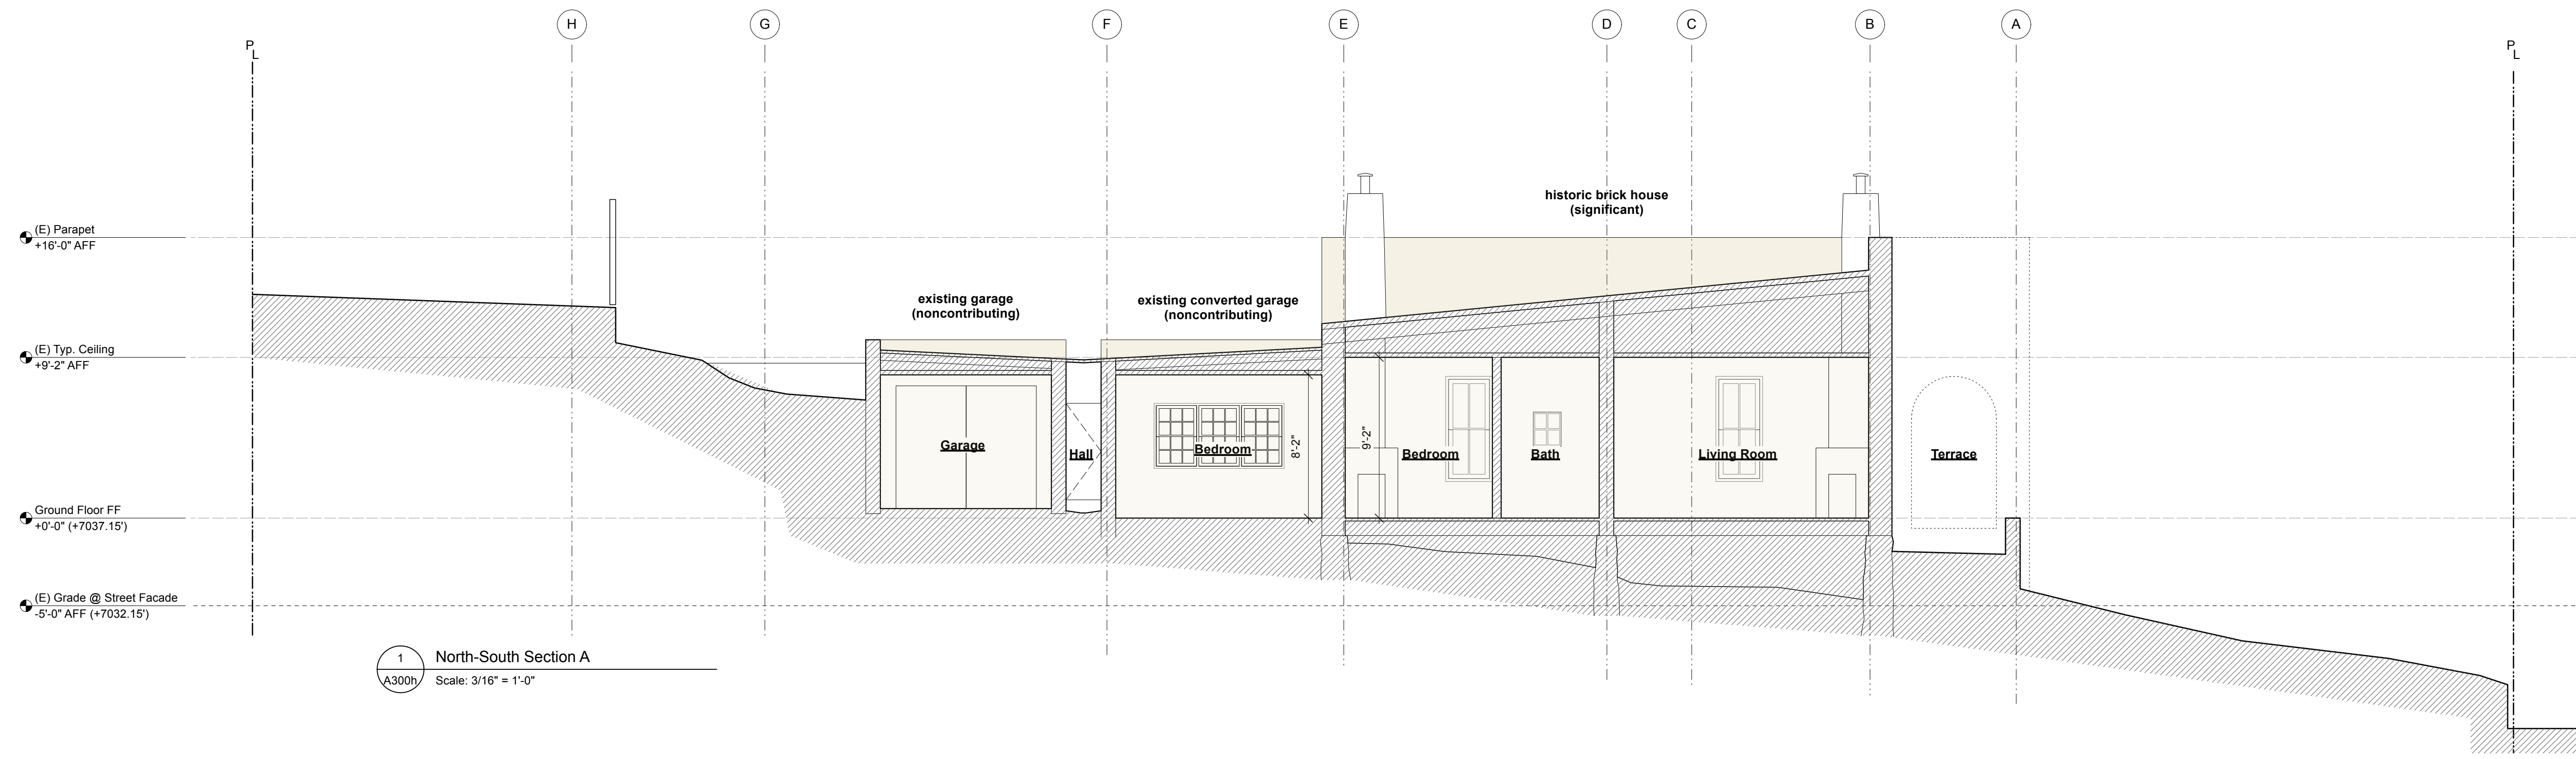 H
G
F
E
D
C
B
A
PL
PL
historic brick house
(significant)
(E) Parapet
+16'-0" AFF
existing garage
(noncontributing)
existing converted garage
(noncontributing)
(E) Typ. Ceiling
+9'-2" AFF
Garage
Hall
Bedroom
8'-2"
9'-2"
Bedroom
Bath
Living Room
Terrace
Ground Floor FF
+0'-0" (+7037.15')
(E) Grade @ Street Facade
-5'-0" AFF (+7032.15')
1
A300h
North-South Section A
Scale: 3/16" = 1'-0"